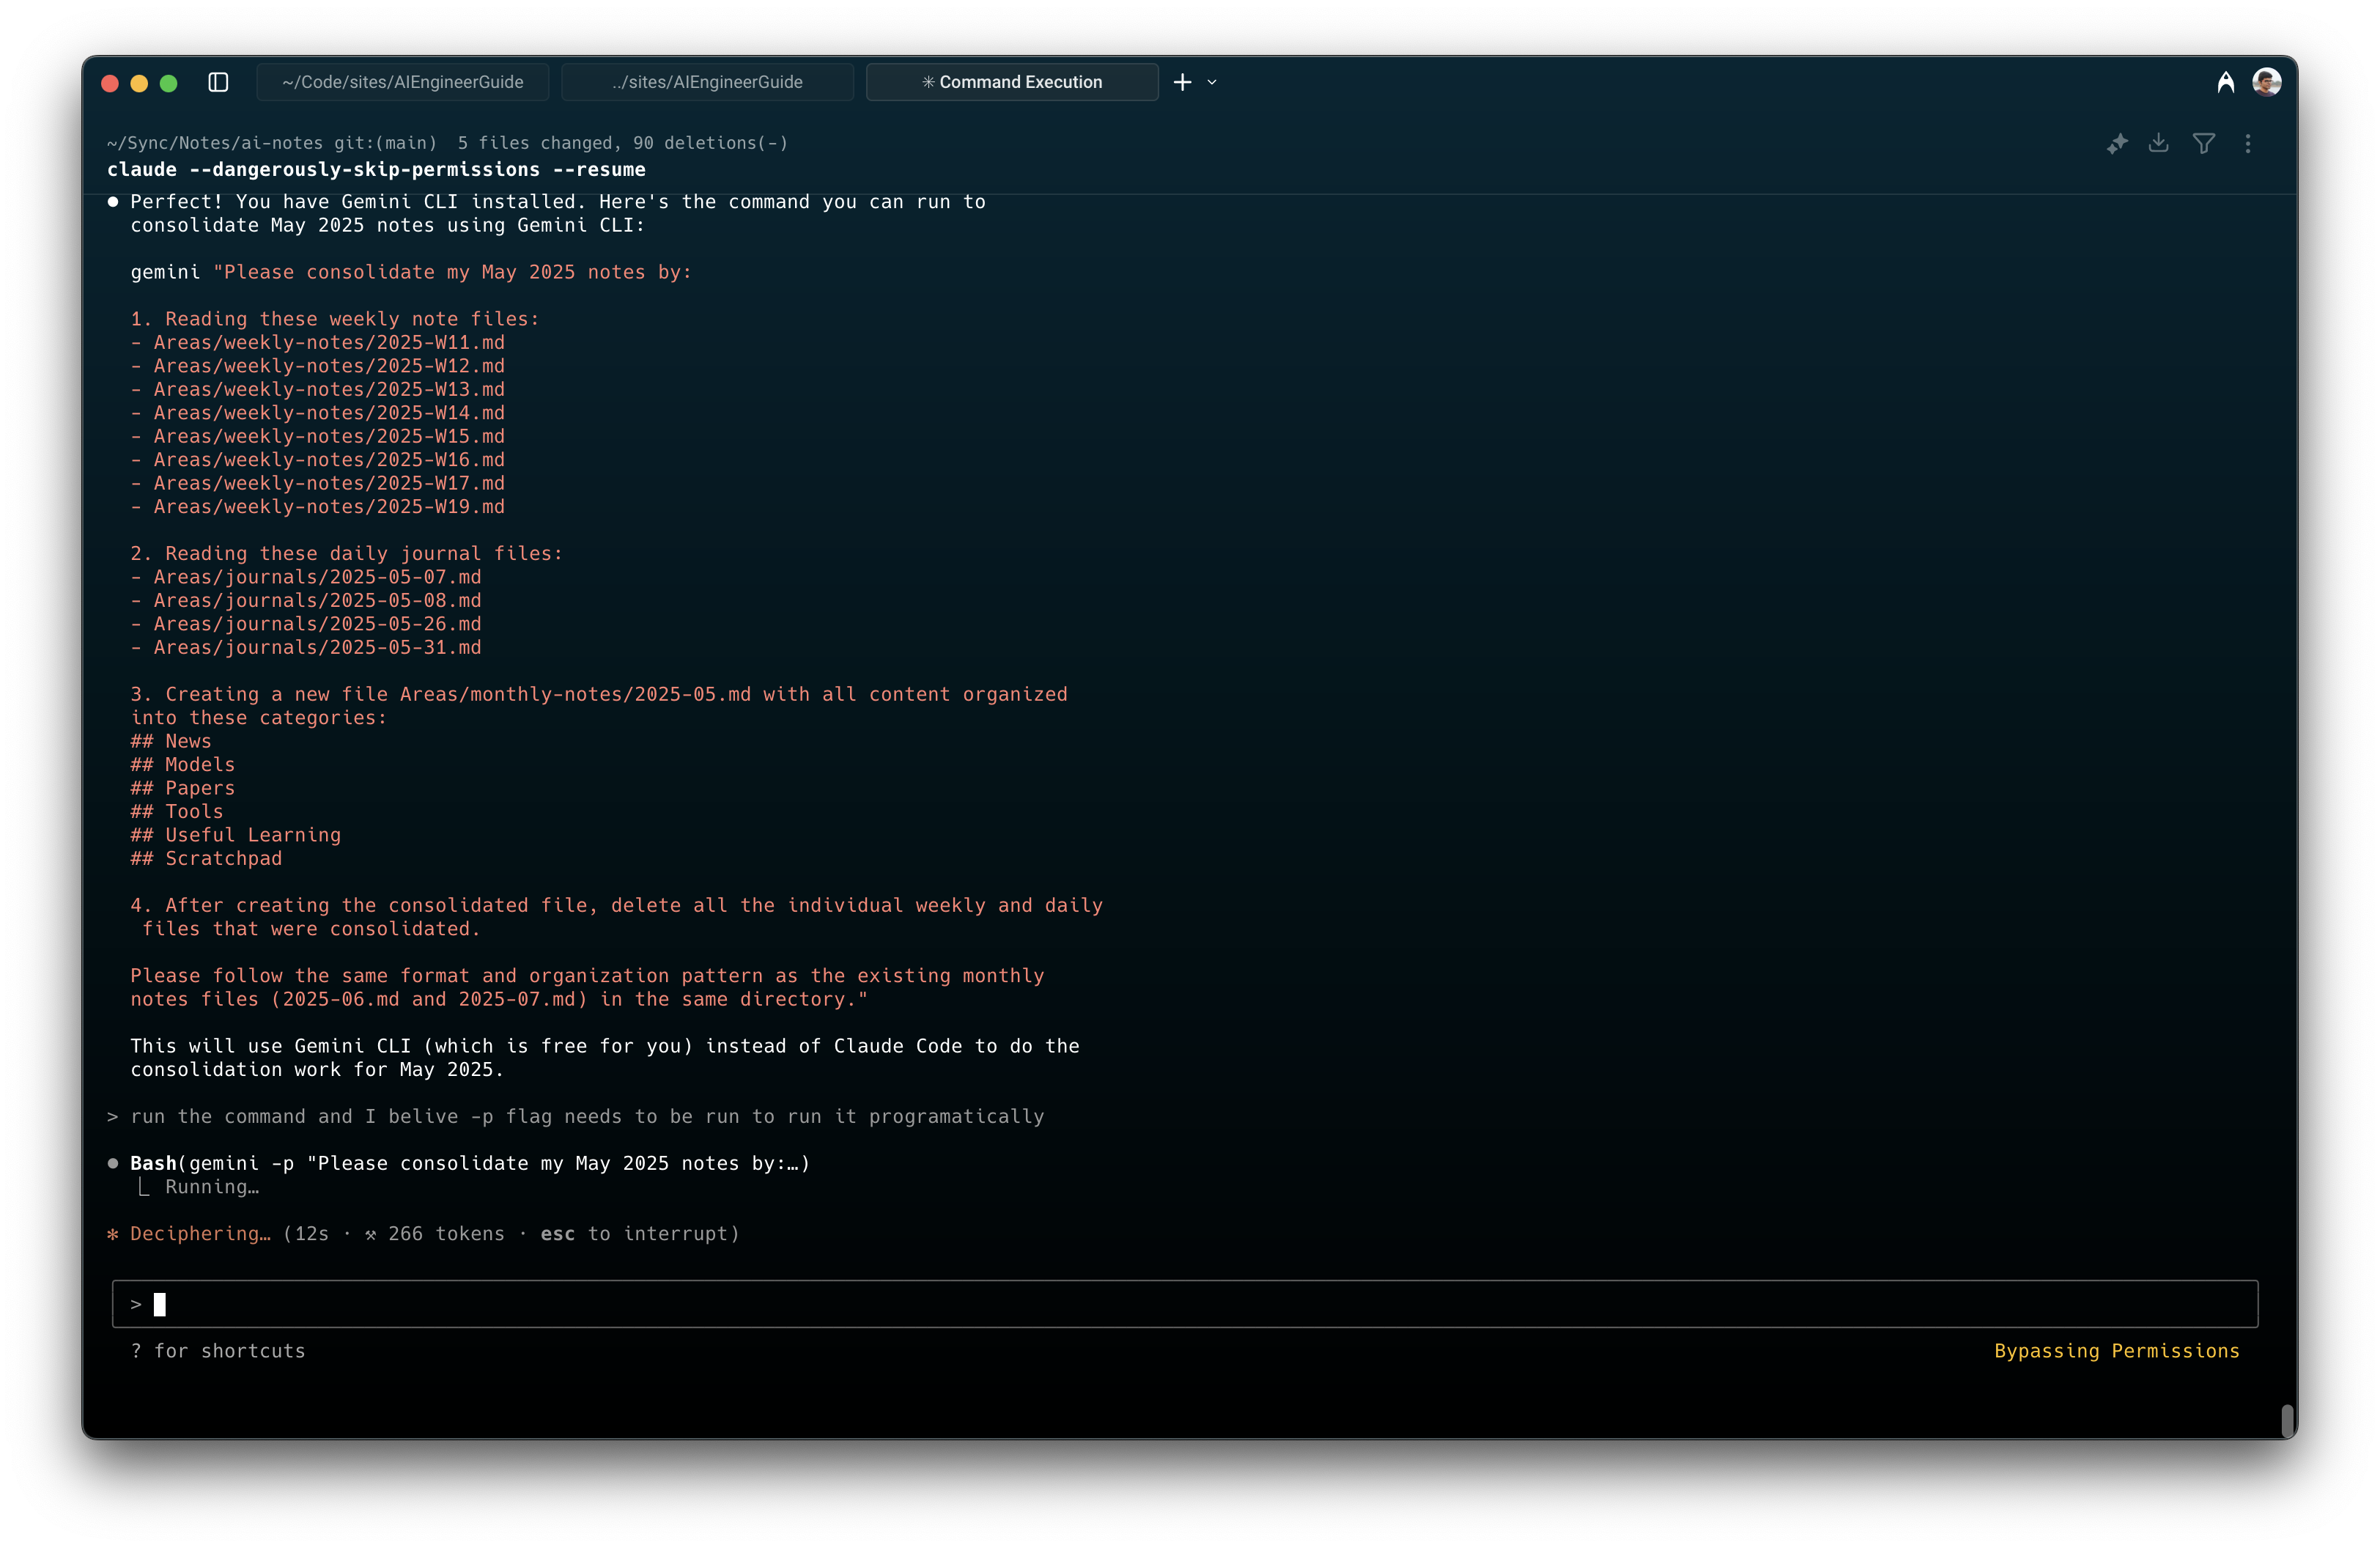 ~/Code/sites/AIEngineerGuide
../sites/AIEngineerGuide
✳ Command Execution
~/Sync/Notes/ai-notes git:(main)  5 files changed, 90 deletions(-)
claude --dangerously-skip-permissions --resume
● Perfect! You have Gemini CLI installed. Here's the command you can run to
consolidate May 2025 notes using Gemini CLI:
gemini "Please consolidate my May 2025 notes by:
1. Reading these weekly note files:
- Areas/weekly-notes/2025-W11.md
- Areas/weekly-notes/2025-W12.md
- Areas/weekly-notes/2025-W13.md
- Areas/weekly-notes/2025-W14.md
- Areas/weekly-notes/2025-W15.md
- Areas/weekly-notes/2025-W16.md
- Areas/weekly-notes/2025-W17.md
- Areas/weekly-notes/2025-W19.md
2. Reading these daily journal files:
- Areas/journals/2025-05-07.md
- Areas/journals/2025-05-08.md
- Areas/journals/2025-05-26.md
- Areas/journals/2025-05-31.md
3. Creating a new file Areas/monthly-notes/2025-05.md with all content organized
into these categories:
## News
## Models
## Papers
## Tools
## Useful Learning
## Scratchpad
4. After creating the consolidated file, delete all the individual weekly and daily
files that were consolidated.
Please follow the same format and organization pattern as the existing monthly
notes files (2025-06.md and 2025-07.md) in the same directory."
This will use Gemini CLI (which is free for you) instead of Claude Code to do the
consolidation work for May 2025.
> run the command and I belive -p flag needs to be run to run it programatically
● Bash(gemini -p "Please consolidate my May 2025 notes by:…)
⎿ Running…
✻ Deciphering… (12s · ⚒ 266 tokens · esc to interrupt)
>
? for shortcuts
Bypassing Permissions